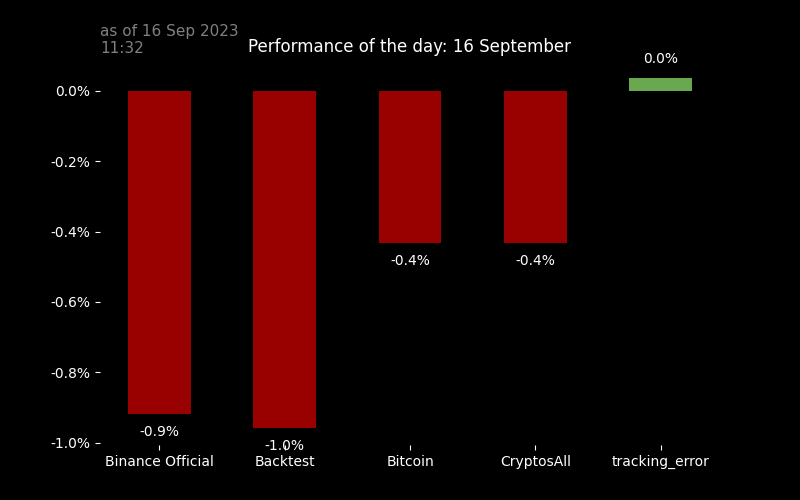 as of 16 Sep 2023
11:32
Performance of the day: 16 September
0.0%
0.0%
-0.2%
-0.4%
-0.6%
-0.8%
-1.0%
-0.9%
-1.0%
-0.4%
-0.4%
Binance Official
Backtest
Bitcoin
CryptosAll
tracking_error